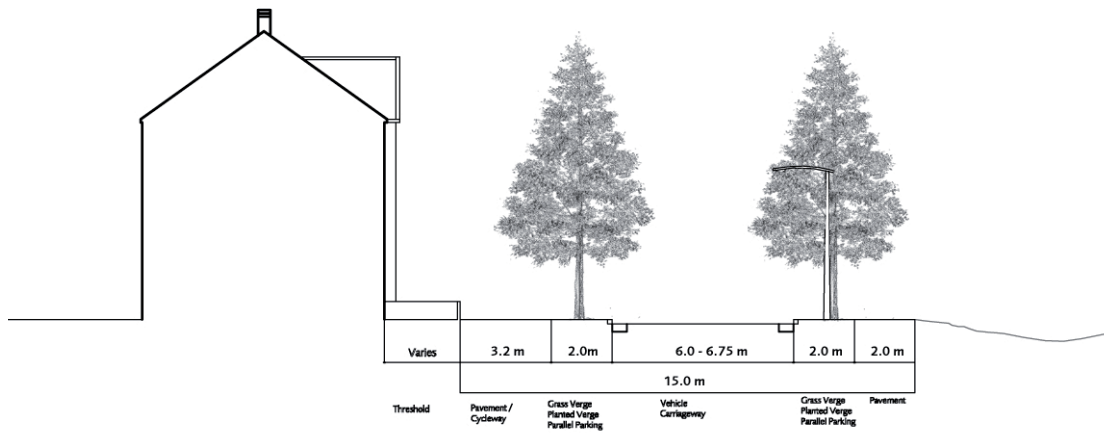 Varies 3.2 m 2.0m 6.0 - 6.75 m 2.0 m 2.0 m
15.0 m
Threshold
Pavement /
Cycleway
Grass Verge
Planted Verge
Parallel Parking
Vehicle
Carriageway
Grass Verge
Planted Verge
Parallel Parking
Pavement